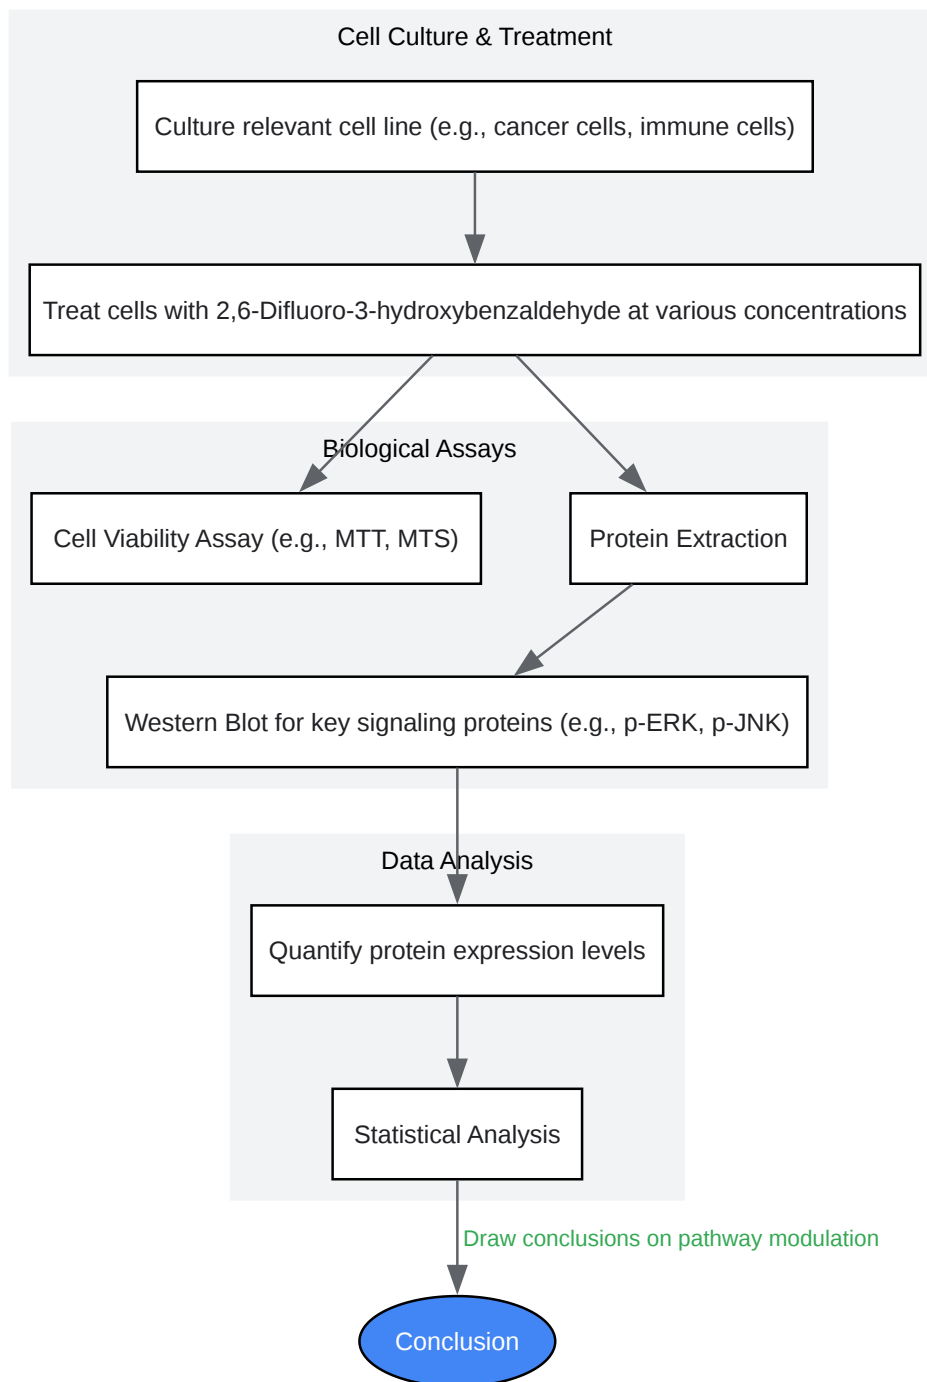 Cell Culture & Treatment
Culture relevant cell line (e.g., cancer cells, immune cells)
Treat cells with 2,6-Difluoro-3-hydroxybenzaldehyde at various concentrations
Biological Assays
Cell Viability Assay (e.g., MTT, MTS)
Protein Extraction
Western Blot for key signaling proteins (e.g., p-ERK, p-JNK)
Data Analysis
Quantify protein expression levels
Statistical Analysis
Draw conclusions on pathway modulation
Conclusion